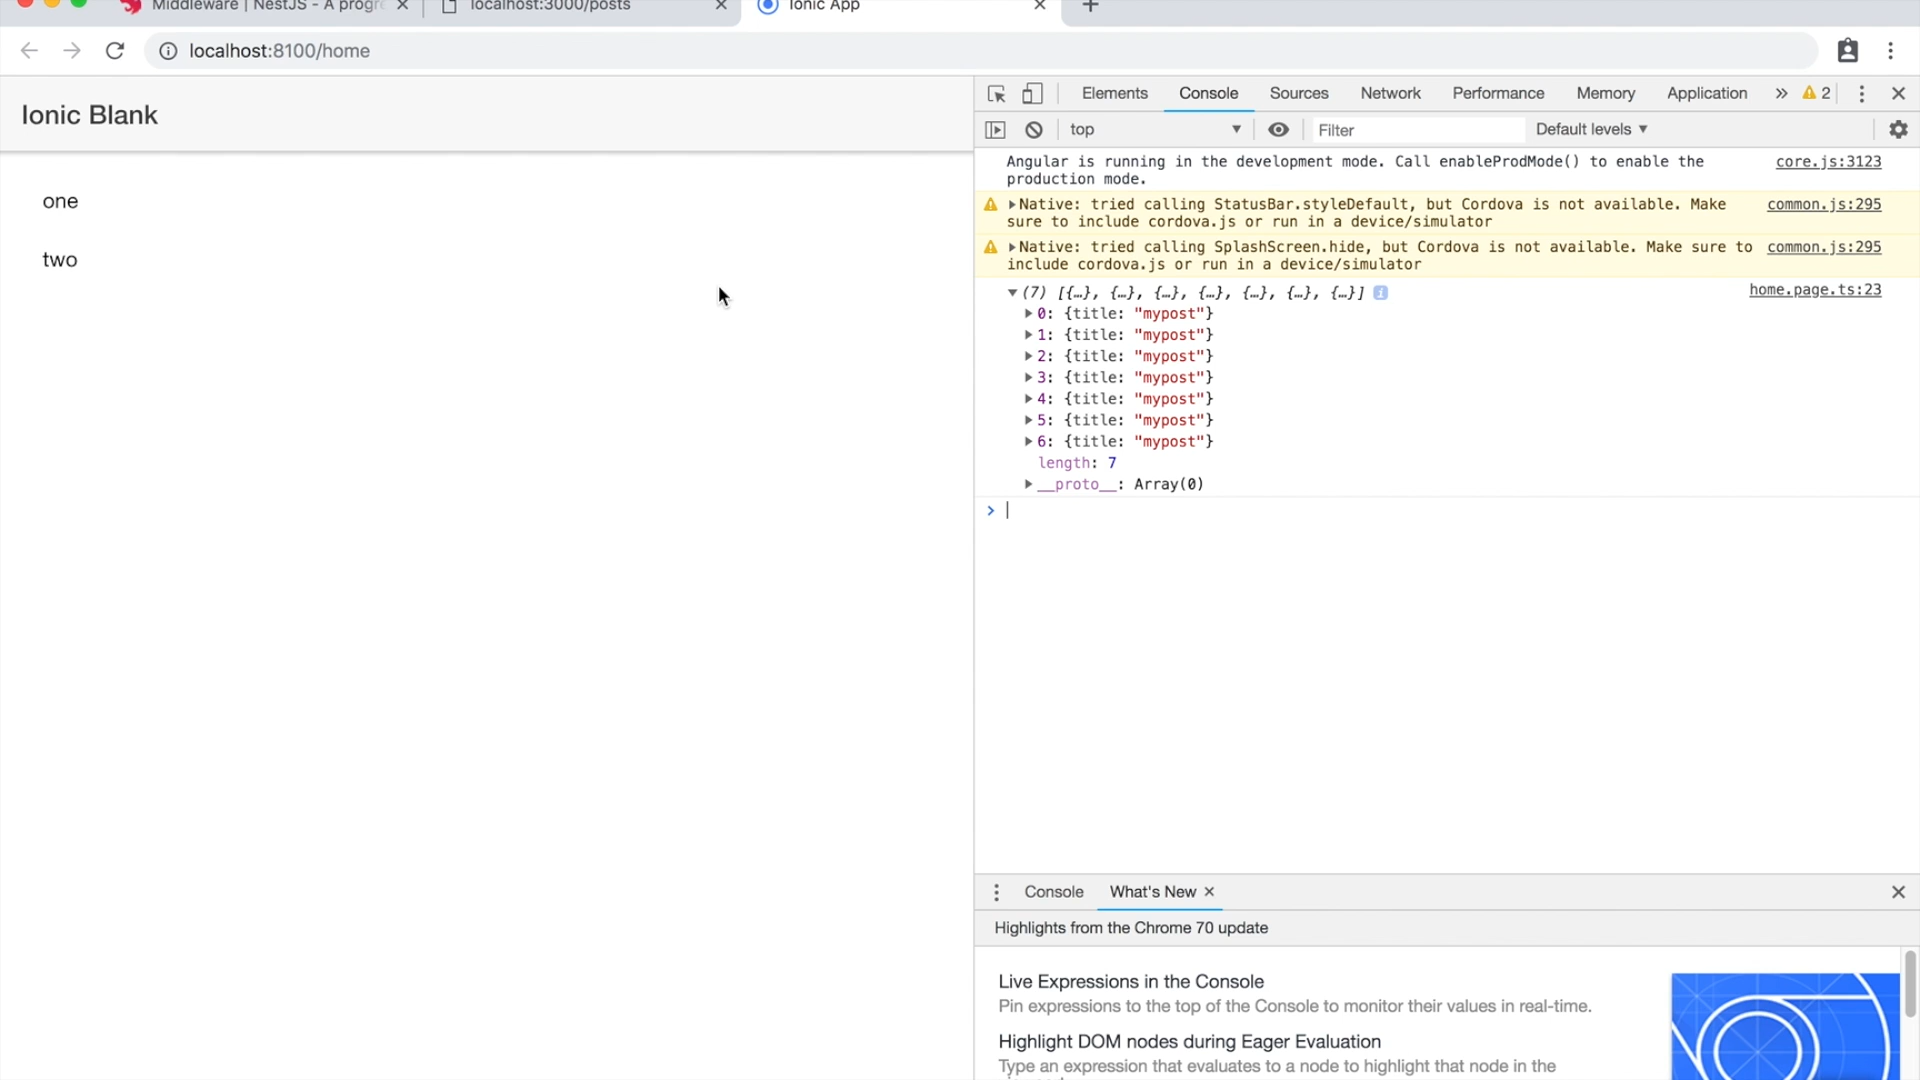 Middleware | NestJS - A progre
localhost:3000/posts
Ionic App
localhost:8100/home
Ionic Blank
one
two
Elements Console Sources Network Performance Memory Application » 2
top Filter Default levels
Angular is running in the development mode. Call enableProdMode() to enable the core.js:3123
production mode.
Native: tried calling StatusBar.styleDefault, but Cordova is not available. Make common.js:295
sure to include cordova.js or run in a device/simulator
Native: tried calling SplashScreen.hide, but Cordova is not available. Make sure to common.js:295
include cordova.js or run in a device/simulator
(7) [{…}, {…}, {…}, {…}, {…}, {…}, {…}] home.page.ts:23
0: {title: "mypost"}
1: {title: "mypost"}
2: {title: "mypost"}
3: {title: "mypost"}
4: {title: "mypost"}
5: {title: "mypost"}
6: {title: "mypost"}
length: 7
__proto__: Array(0)
>
Console What's New
Highlights from the Chrome 70 update
Live Expressions in the Console
Pin expressions to the top of the Console to monitor their values in real-time.
Highlight DOM nodes during Eager Evaluation
Type an expression that evaluates to a node to highlight that node in the